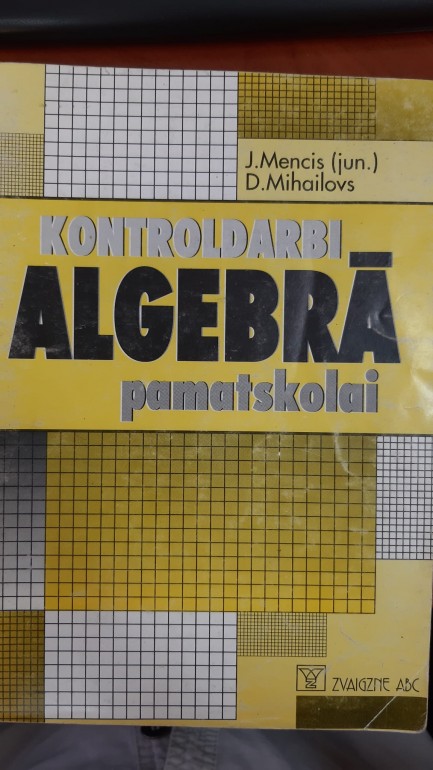 J.Mencis (jun.)
D.Mihailovs
KONTROLDARBI
ALGEBRĀ
pamatskolai
ZVAIGZNE ABC